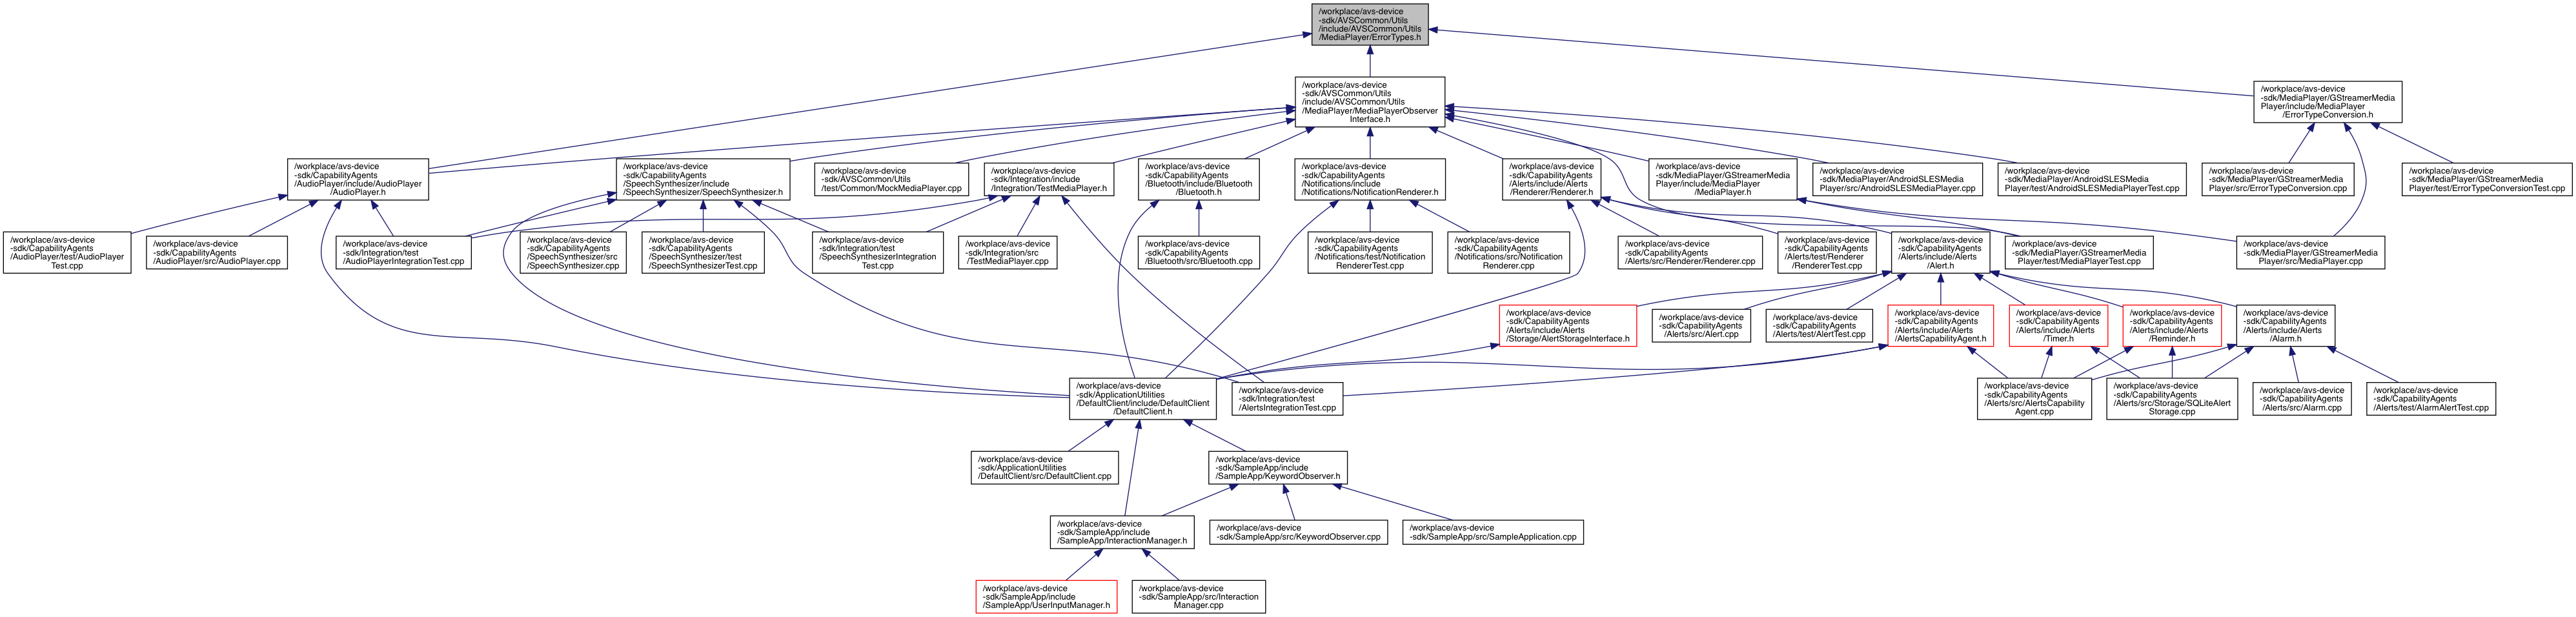 /workplace/avs-device
-sdk/AVSCommon/Utils
/include/AVSCommon/Utils
/MediaPlayer/ErrorTypes.h
/workplace/avs-device
-sdk/AVSCommon/Utils
/include/AVSCommon/Utils
/MediaPlayer/MediaPlayerObserver
Interface.h
/workplace/avs-device
-sdk/MediaPlayer/GStreamerMedia
Player/include/MediaPlayer
/ErrorTypeConversion.h
/workplace/avs-device
-sdk/CapabilityAgents
/AudioPlayer/include/AudioPlayer
/AudioPlayer.h
/workplace/avs-device
-sdk/CapabilityAgents
/SpeechSynthesizer/include
/SpeechSynthesizer/SpeechSynthesizer.h
/workplace/avs-device
-sdk/AVSCommon/Utils
/test/Common/MockMediaPlayer.cpp
/workplace/avs-device
-sdk/Integration/include
/Integration/TestMediaPlayer.h
/workplace/avs-device
-sdk/CapabilityAgents
/Bluetooth/include/Bluetooth
/Bluetooth.h
/workplace/avs-device
-sdk/CapabilityAgents
/Notifications/include
/Notifications/NotificationRenderer.h
/workplace/avs-device
-sdk/CapabilityAgents
/Alerts/include/Alerts
/Renderer/Renderer.h
/workplace/avs-device
-sdk/MediaPlayer/GStreamerMedia
Player/include/MediaPlayer
/MediaPlayer.h
/workplace/avs-device
-sdk/MediaPlayer/AndroidSLESMedia
Player/src/AndroidSLESMediaPlayer.cpp
/workplace/avs-device
-sdk/MediaPlayer/AndroidSLESMedia
Player/test/AndroidSLESMediaPlayerTest.cpp
/workplace/avs-device
-sdk/MediaPlayer/GStreamerMedia
Player/src/ErrorTypeConversion.cpp
/workplace/avs-device
-sdk/MediaPlayer/GStreamerMedia
Player/test/ErrorTypeConversionTest.cpp
/workplace/avs-device
-sdk/CapabilityAgents
/AudioPlayer/test/AudioPlayer
Test.cpp
/workplace/avs-device
-sdk/CapabilityAgents
/AudioPlayer/src/AudioPlayer.cpp
/workplace/avs-device
-sdk/Integration/test
/AudioPlayerIntegrationTest.cpp
/workplace/avs-device
-sdk/CapabilityAgents
/SpeechSynthesizer/src
/SpeechSynthesizer.cpp
/workplace/avs-device
-sdk/CapabilityAgents
/SpeechSynthesizer/test
/SpeechSynthesizerTest.cpp
/workplace/avs-device
-sdk/Integration/test
/SpeechSynthesizerIntegration
Test.cpp
/workplace/avs-device
-sdk/Integration/src
/TestMediaPlayer.cpp
/workplace/avs-device
-sdk/CapabilityAgents
/Bluetooth/src/Bluetooth.cpp
/workplace/avs-device
-sdk/CapabilityAgents
/Notifications/test/Notification
RendererTest.cpp
/workplace/avs-device
-sdk/CapabilityAgents
/Notifications/src/Notification
Renderer.cpp
/workplace/avs-device
-sdk/CapabilityAgents
/Alerts/src/Renderer/Renderer.cpp
/workplace/avs-device
-sdk/CapabilityAgents
/Alerts/test/Renderer
/RendererTest.cpp
/workplace/avs-device
-sdk/CapabilityAgents
/Alerts/include/Alerts
/Alert.h
/workplace/avs-device
-sdk/MediaPlayer/GStreamerMedia
Player/test/MediaPlayerTest.cpp
/workplace/avs-device
-sdk/MediaPlayer/GStreamerMedia
Player/src/MediaPlayer.cpp
/workplace/avs-device
-sdk/CapabilityAgents
/Alerts/include/Alerts
/Storage/AlertStorageInterface.h
/workplace/avs-device
-sdk/CapabilityAgents
/Alerts/src/Alert.cpp
/workplace/avs-device
-sdk/CapabilityAgents
/Alerts/test/AlertTest.cpp
/workplace/avs-device
-sdk/CapabilityAgents
/Alerts/include/Alerts
/AlertsCapabilityAgent.h
/workplace/avs-device
-sdk/CapabilityAgents
/Alerts/include/Alerts
/Timer.h
/workplace/avs-device
-sdk/CapabilityAgents
/Alerts/include/Alerts
/Reminder.h
/workplace/avs-device
-sdk/CapabilityAgents
/Alerts/include/Alerts
/Alarm.h
/workplace/avs-device
-sdk/ApplicationUtilities
/DefaultClient/include/DefaultClient
/DefaultClient.h
/workplace/avs-device
-sdk/Integration/test
/AlertsIntegrationTest.cpp
/workplace/avs-device
-sdk/CapabilityAgents
/Alerts/src/AlertsCapability
Agent.cpp
/workplace/avs-device
-sdk/CapabilityAgents
/Alerts/src/Storage/SQLiteAlert
Storage.cpp
/workplace/avs-device
-sdk/CapabilityAgents
/Alerts/src/Alarm.cpp
/workplace/avs-device
-sdk/CapabilityAgents
/Alerts/test/AlarmAlertTest.cpp
/workplace/avs-device
-sdk/ApplicationUtilities
/DefaultClient/src/DefaultClient.cpp
/workplace/avs-device
-sdk/SampleApp/include
/SampleApp/KeywordObserver.h
/workplace/avs-device
-sdk/SampleApp/include
/SampleApp/InteractionManager.h
/workplace/avs-device
-sdk/SampleApp/src/KeywordObserver.cpp
/workplace/avs-device
-sdk/SampleApp/src/SampleApplication.cpp
/workplace/avs-device
-sdk/SampleApp/include
/SampleApp/UserInputManager.h
/workplace/avs-device
-sdk/SampleApp/src/Interaction
Manager.cpp